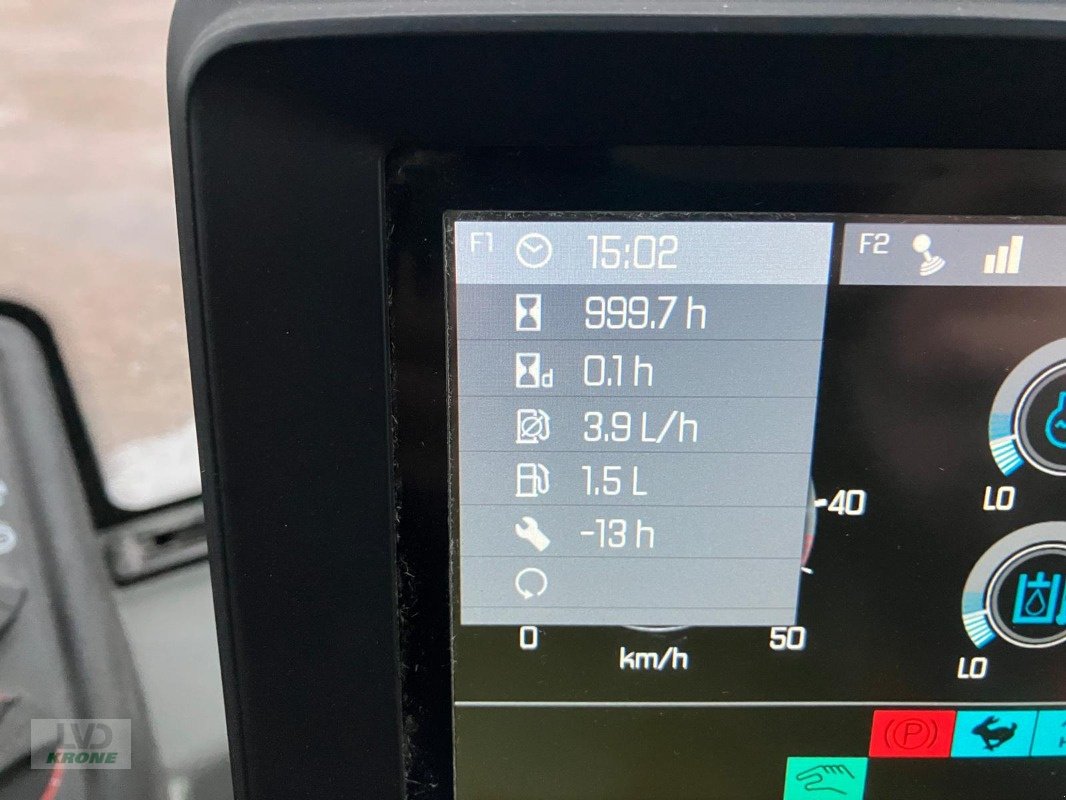 F1 15:02
F2
999.7 h
d 0.1 h
3.9 L/h
1.5 L
-13 h
40
LO
0
50
km/h
LO
P
LVD
KRONE